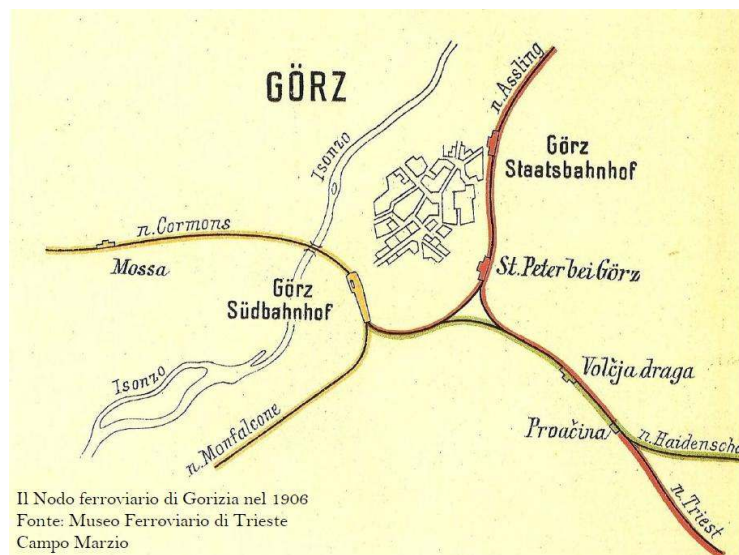 GÖRZ
Isonzo
n. Assling
Görz
Staatsbahnhof
n. Cormons
Mossa
St. Peter bei Görz
Görz
Südbahnhof
Isonzo
Volčja draga
n. Monfalcone
Prvačina
n. Haidenscha
n. Triest
Il Nodo ferroviario di Gorizia nel 1906
Fonte: Museo Ferroviario di Trieste
Campo Marzio